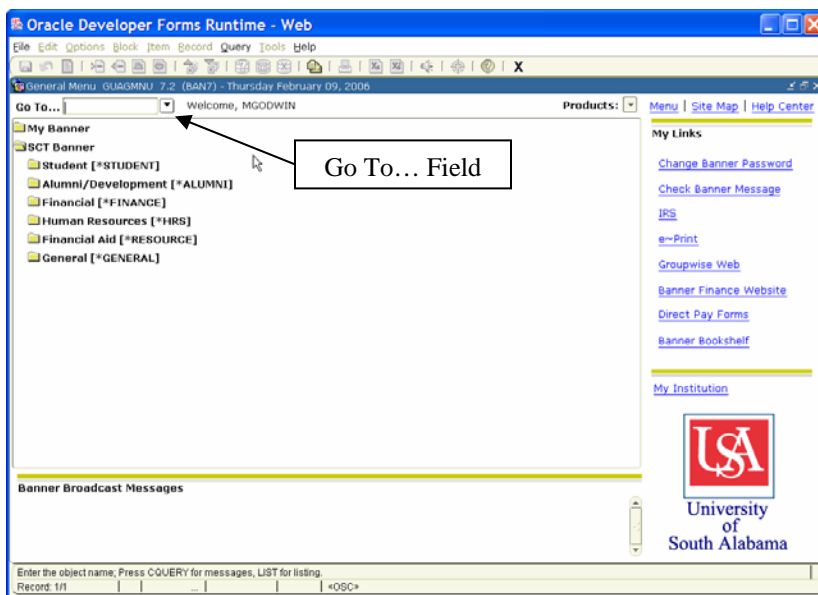 Oracle Developer Forms Runtime - Web
File Edit Options Block Item Record Query Tools Help
X
General Menu GUAGMNU 7.2 (BAN7) - Thursday February 09, 2006
Go To... Welcome, MGODWIN Products: Menu | Site Map | Help Center
My Banner
SCT Banner
Student [*STUDENT]
Alumni/Development [*ALUMNI]
Financial [*FINANCE]
Human Resources [*HRS]
Financial Aid [*RESOURCE]
General [*GENERAL]
Go To… Field
My Links
Change Banner Password
Check Banner Message
IRS
e~Print
Groupwise Web
Banner Finance Website
Direct Pay Forms
Banner Bookshelf
My Institution
USA
University
of
South Alabama
Banner Broadcast Messages
Enter the object name; Press CQUERY for messages, LIST for listing.
Record: 1/1 ... <OSC>